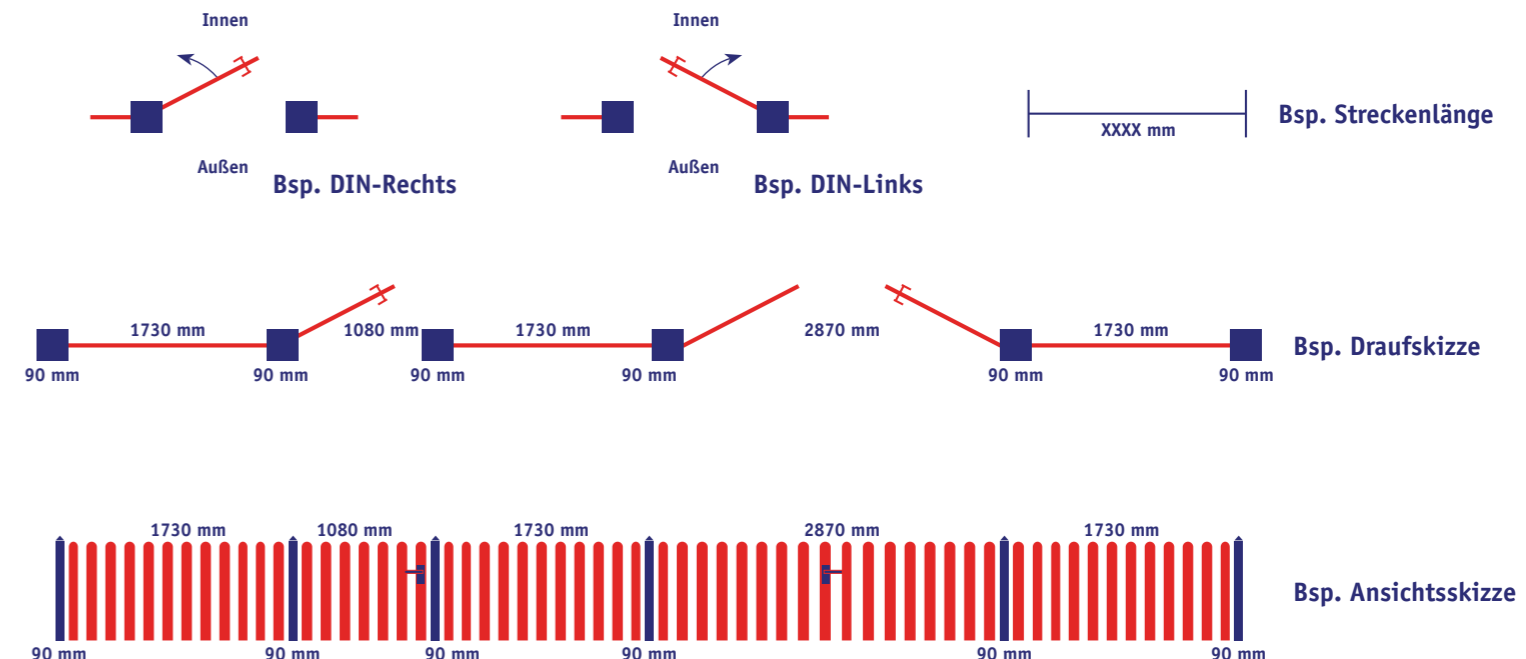 Innen
Innen
Bsp. Streckenlänge
XXXX mm
Außen
Außen
Bsp. DIN-Rechts
Bsp. DIN-Links
1730 mm
1080 mm
1730 mm
2870 mm
1730 mm
Bsp. Draufskizze
90 mm
90 mm
90 mm
90 mm
90 mm
90 mm
1730 mm
1080 mm
1730 mm
2870 mm
1730 mm
Bsp. Ansichtsskizze
90 mm
90 mm
90 mm
90 mm
90 mm
90 mm